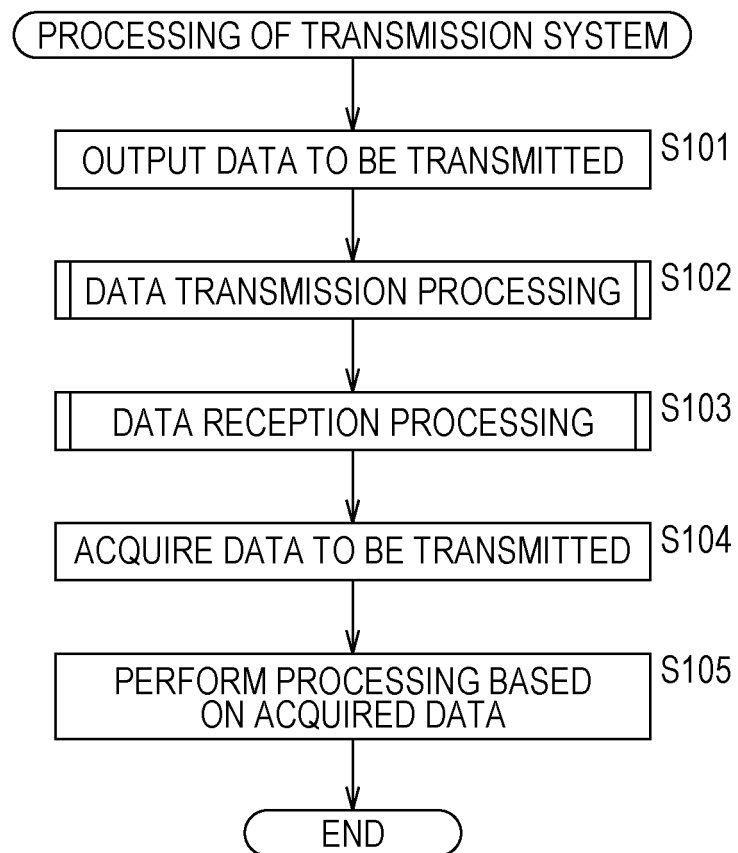 PROCESSING OF TRANSMISSION SYSTEM
OUTPUT DATA TO BE TRANSMITTED
S101
DATA TRANSMISSION PROCESSING
S102
DATA RECEPTION PROCESSING
S103
ACQUIRE DATA TO BE TRANSMITTED
S104
PERFORM PROCESSING BASED
ON ACQUIRED DATA
S105
END